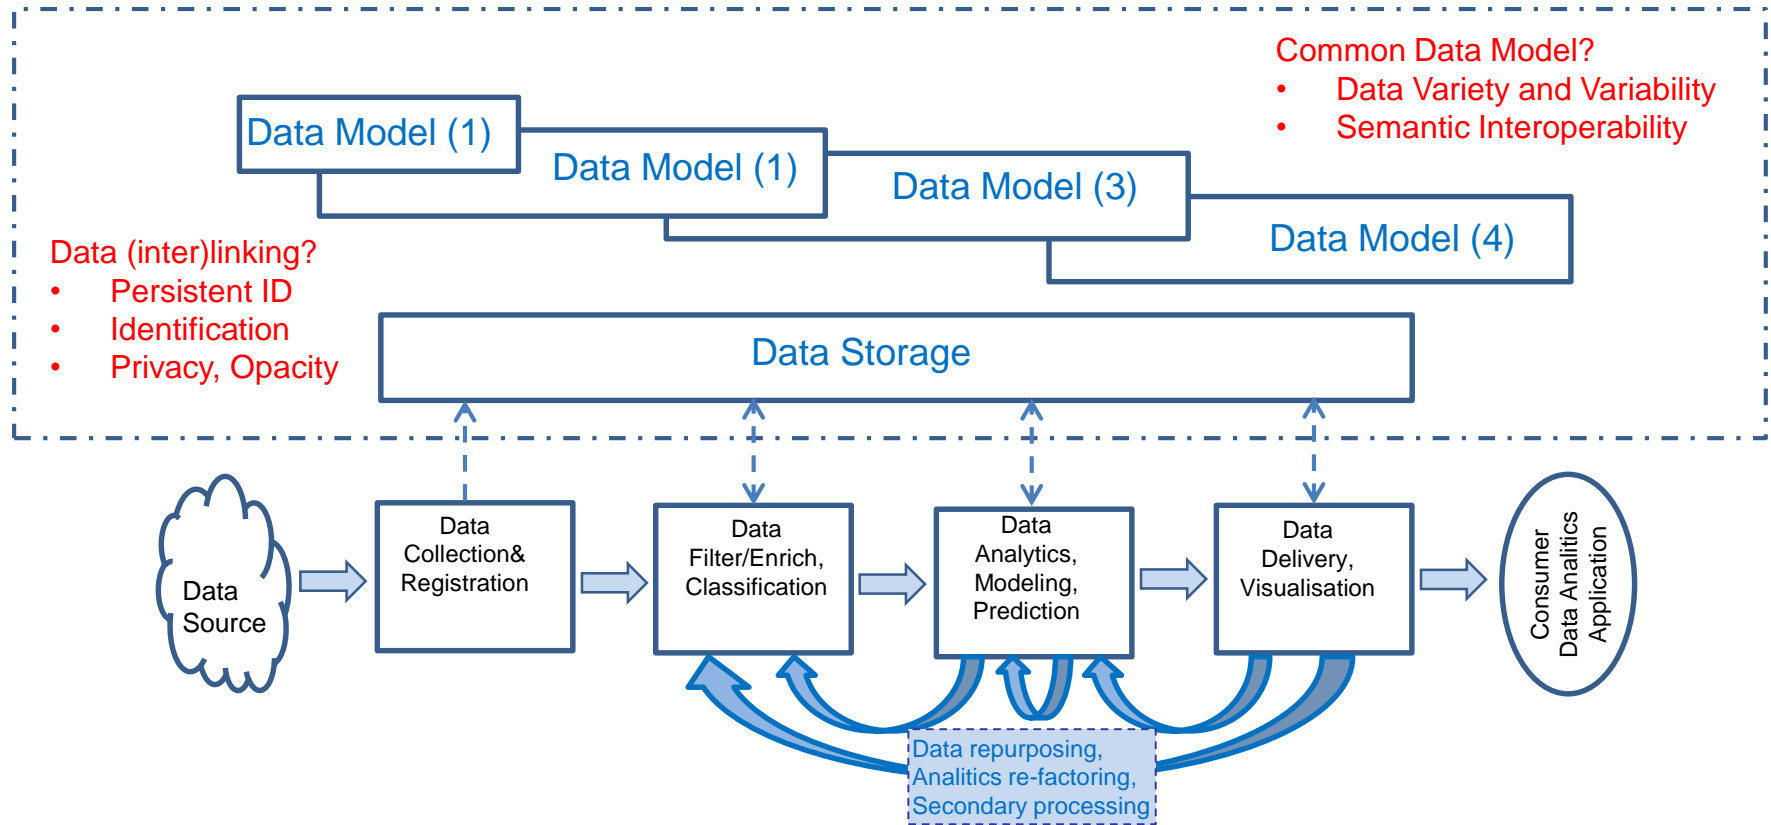 Common Data Model?
• Data Variety and Variability
• Semantic Interoperability
Data Model (1)
Data Model (1)
Data Model (3)
Data Model (4)
Data (inter)linking?
• Persistent ID
• Identification
• Privacy, Opacity
Data Storage
Data
Source
Data
Collection&
Registration
Data
Filter/Enrich,
Classification
Data
Analytics,
Modeling,
Prediction
Data
Delivery,
Visualisation
Consumer
Data Analitics
Application
Data repurposing,
Analitics re-factoring,
Secondary processing